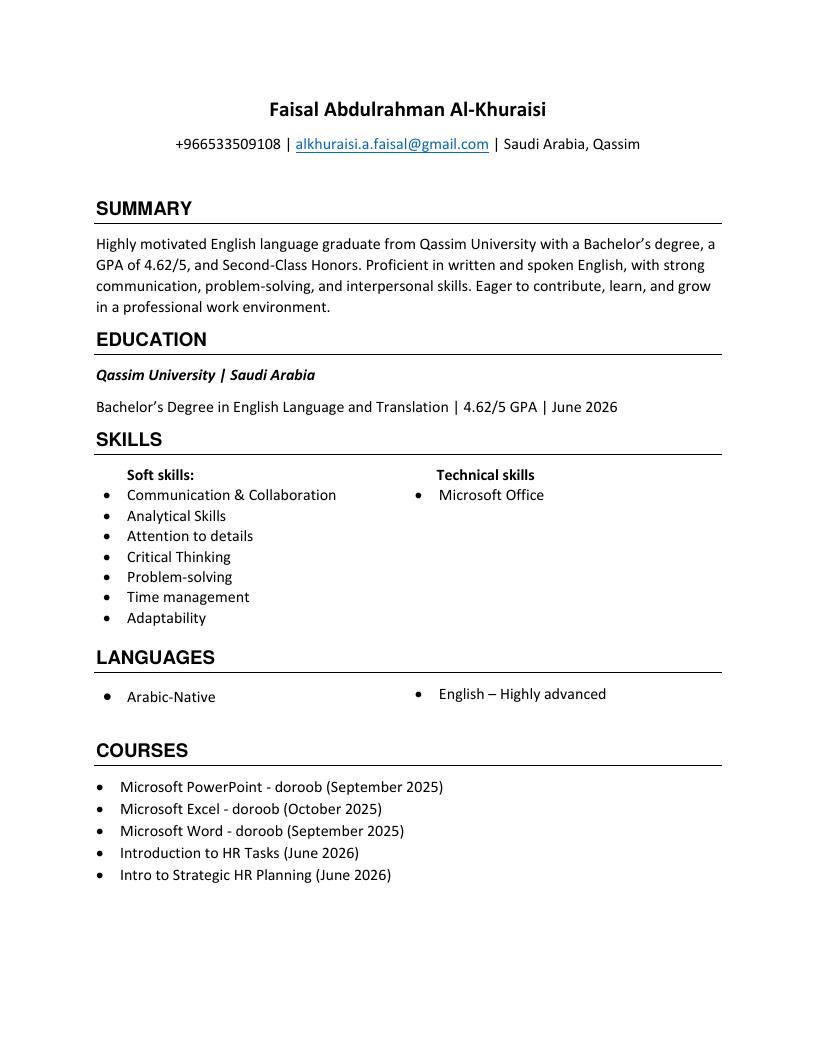 Faisal Abdulrahman Al-Khuraisi
+966533509108 | alkhuraisi.a.faisal@gmail.com | Saudi Arabia, Qassim
SUMMARY
Highly motivated English language graduate from Qassim University with a Bachelor’s degree, a
GPA of 4.62/5, and Second-Class Honors. Proficient in written and spoken English, with strong
communication, problem-solving, and interpersonal skills. Eager to contribute, learn, and grow
in a professional work environment.
EDUCATION
Qassim University | Saudi Arabia
Bachelor’s Degree in English Language and Translation | 4.62/5 GPA | June 2026
SKILLS
Soft skills:
• Communication & Collaboration
• Analytical Skills
• Attention to details
• Critical Thinking
• Problem-solving
• Time management
• Adaptability
Technical skills
• Microsoft Office
LANGUAGES
• Arabic-Native
• English – Highly advanced
COURSES
• Microsoft PowerPoint - doroob (September 2025)
• Microsoft Excel - doroob (October 2025)
• Microsoft Word - doroob (September 2025)
• Introduction to HR Tasks (June 2026)
• Intro to Strategic HR Planning (June 2026)